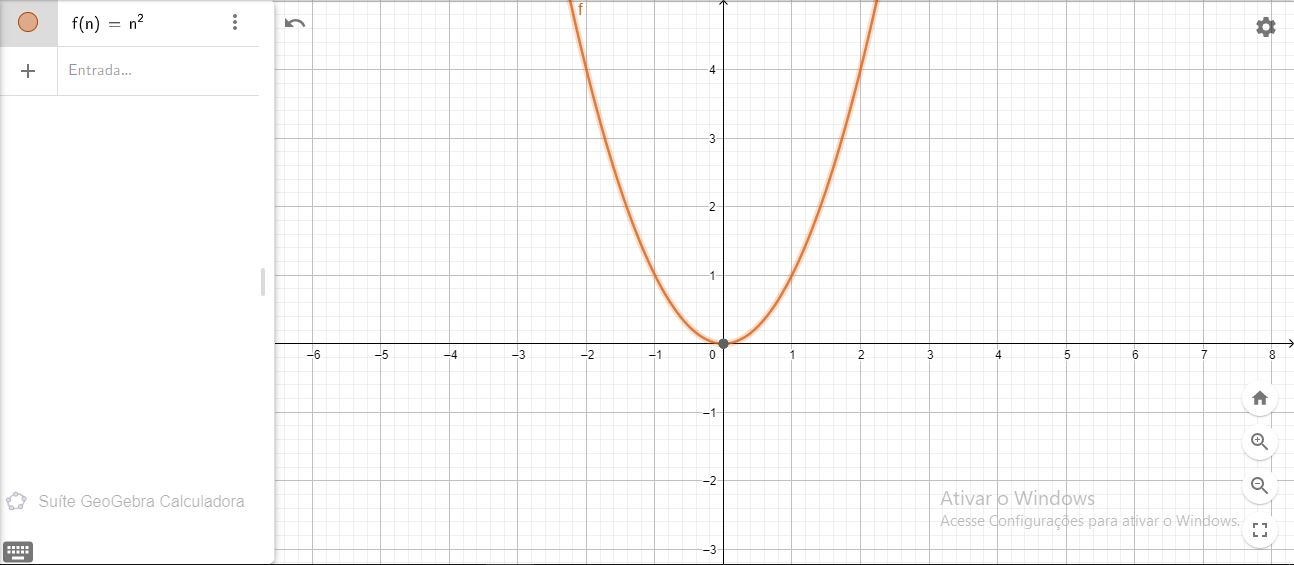 f(n) = n²
Entrada...
f
4
3
2
1
–6 –5 –4 –3 –2 –1 0 1 2 3 4 5 6 7 8
–1
–2
–3
Suíte GeoGebra Calculadora
Ativar o Windows
Acesse Configurações para ativar o Windows.